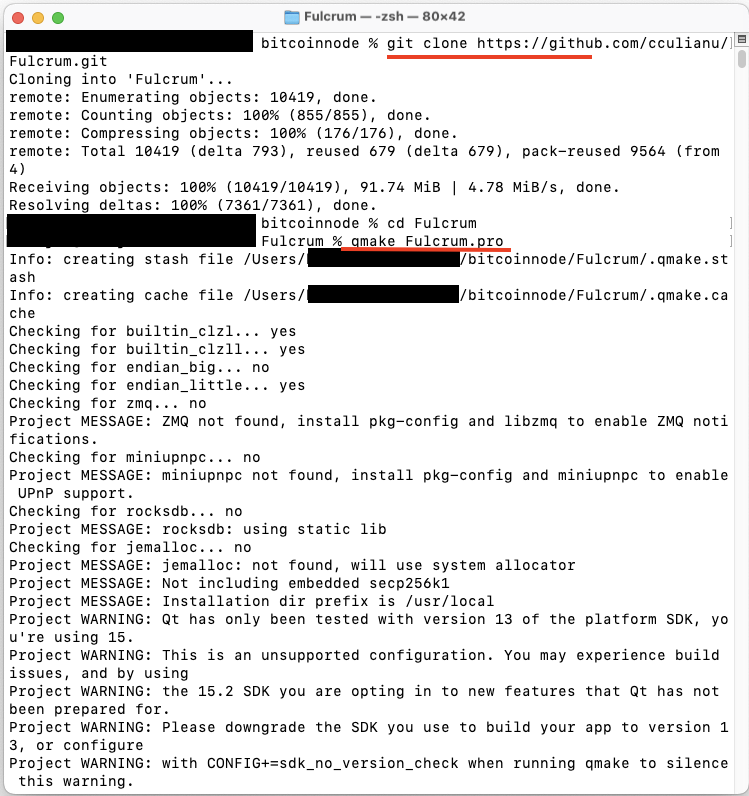 Fulcrum — -zsh — 80×42
bitcoinnode % git clone https://github.com/cculianu/
Fulcrum.git
Cloning into 'Fulcrum'...
remote: Enumerating objects: 10419, done.
remote: Counting objects: 100% (855/855), done.
remote: Compressing objects: 100% (176/176), done.
remote: Total 10419 (delta 793), reused 679 (delta 679), pack-reused 9564 (from
4)
Receiving objects: 100% (10419/10419), 91.74 MiB | 4.78 MiB/s, done.
Resolving deltas: 100% (7361/7361), done.
bitcoinnode % cd Fulcrum
Fulcrum % qmake Fulcrum.pro
Info: creating stash file /Users/ /bitcoinnode/Fulcrum/.qmake.st
ash
Info: creating cache file /Users/ /bitcoinnode/Fulcrum/.qmake.ca
che
Checking for builtin_clzl... yes
Checking for builtin_clzll... yes
Checking for endian_big... no
Checking for endian_little... yes
Checking for zmq... no
Project MESSAGE: ZMQ not found, install pkg-config and libzmq to enable ZMQ noti
fications.
Checking for miniupnpc... no
Project MESSAGE: miniupnpc not found, install pkg-config and miniupnpc to enable
UPnP support.
Checking for rocksdb... no
Project MESSAGE: rocksdb: using static lib
Checking for jemalloc... no
Project MESSAGE: jemalloc: not found, will use system allocator
Project MESSAGE: Not including embedded secp256k1
Project MESSAGE: Installation dir prefix is /usr/local
Project WARNING: Qt has only been tested with version 13 of the platform SDK, yo
u're using 15.
Project WARNING: This is an unsupported configuration. You may experience build
issues, and by using
Project WARNING: the 15.2 SDK you are opting in to new features that Qt has not
been prepared for.
Project WARNING: Please downgrade the SDK you use to build your app to version 1
3, or configure
Project WARNING: with CONFIG+=sdk_no_version_check when running qmake to silence
this warning.